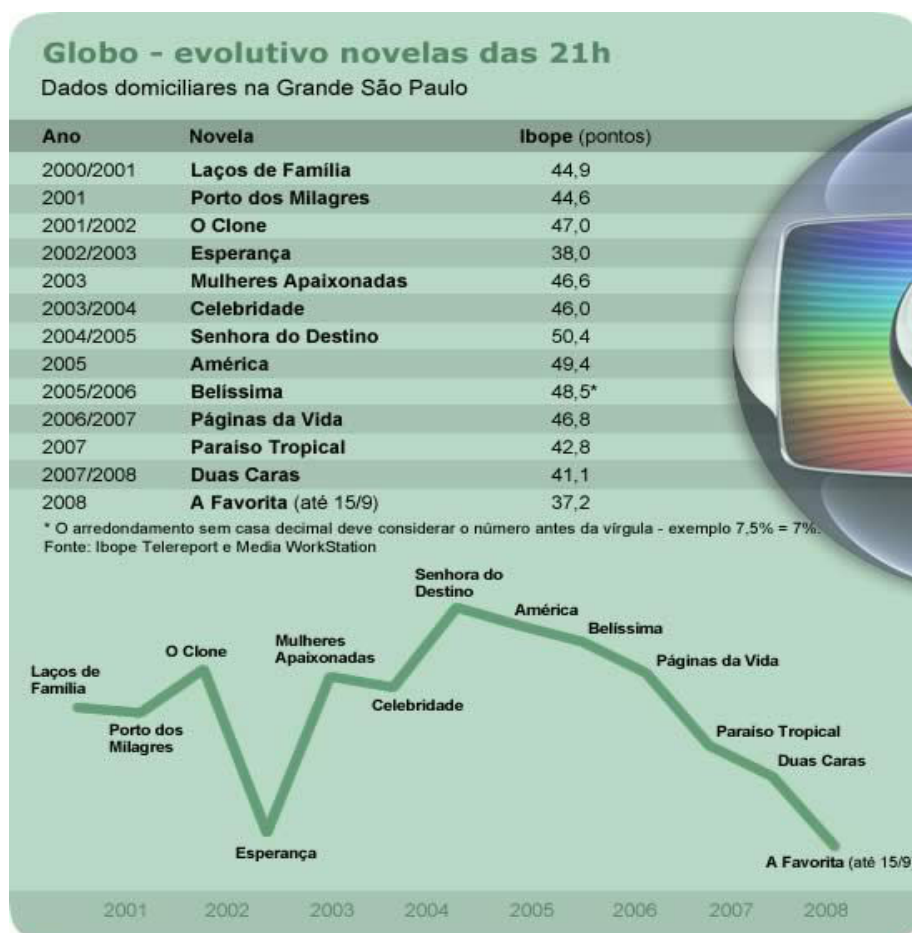 Globo - evolutivo novelas das 21h
Dados domiciliares na Grande São Paulo
Ano Novela Ibope (pontos)
2000/2001 Laços de Família 44,9
2001 Porto dos Milagres 44,6
2001/2002 O Clone 47,0
2002/2003 Esperança 38,0
2003 Mulheres Apaixonadas 46,6
2003/2004 Celebridade 46,0
2004/2005 Senhora do Destino 50,4
2005 América 49,4
2005/2006 Belíssima 48,5*
2006/2007 Páginas da Vida 46,8
2007 Paraiso Tropical 42,8
2007/2008 Duas Caras 41,1
2008 A Favorita (até 15/9) 37,2
* O arredondamento sem casa decimal deve considerar o número antes da vírgula - exemplo 7,5% = 7%.
Fonte: Ibope Telereport e Media WorkStation
Laços de
Família
Porto dos
Milagres
O Clone
Esperança
Mulheres
Apaixonadas
Celebridade
Senhora do
Destino
América
Belíssima
Páginas da Vida
Paraiso Tropical
Duas Caras
A Favorita (até 15/9
2001 2002 2003 2004 2005 2006 2007 2008